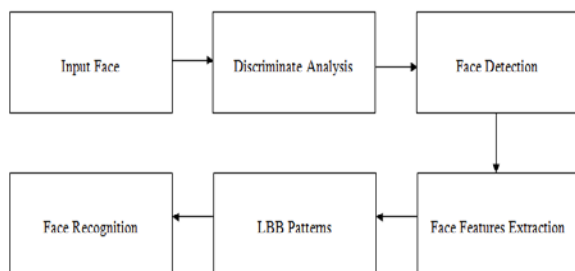 Input Face
Discriminate Analysis
Face Detection
Face Features Extraction
LBB Patterns
Face Recognition